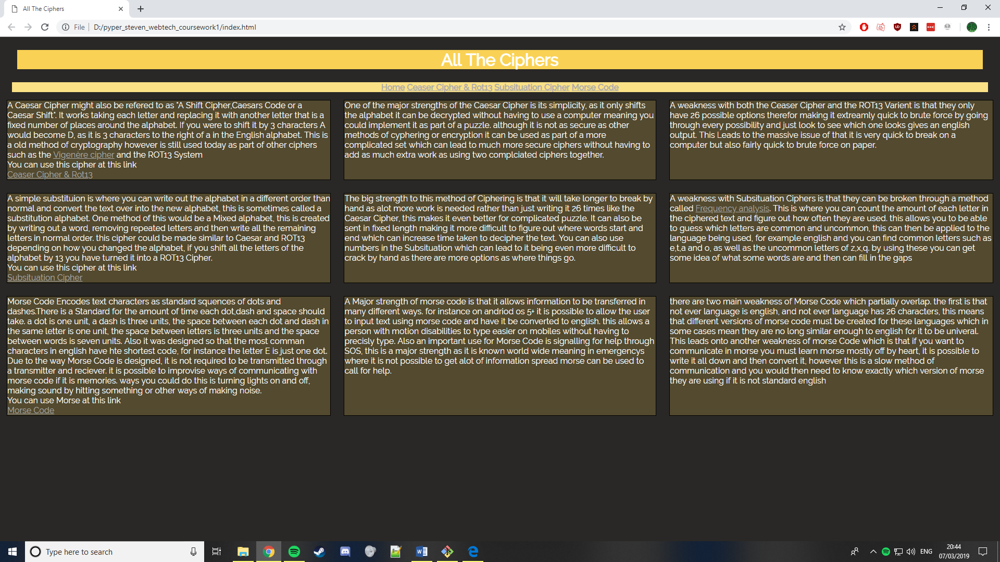 All The Ciphers
File
D:/pyper_steven_webtech_coursework1/index.html
All The Ciphers
Home Ceaser Cipher & Rot13 Subsituation Cipher Morse Code
A Caesar Cipher might also be refered to as "A Shift Cipher,Caesars Code or a
Caesar Shift". It works taking each letter and replacing it with another letter that is a
fixed number of places around the alphabet. If you were to shift it by 3 characters A
would become D, as it is 3 characters to the right of a in the English alphabet. This is
a old method of cryptography however is still used today as part of other ciphers
such as the Vigenère cipher and the ROT13 System
You can use this cipher at this link
Ceaser Cipher & Rot13
One of the major strengths of the Caesar Cipher is its simplicity, as it only shifts
the alphabet it can be decrypted without having to use a computer meaning you
could implement it as part of a puzzle. although it is not as secure as other
methods of cyphering or encryption it can be used as part of a more
complicated set which can lead to much more secure ciphers without having to
add as much extra work as using two complciated ciphers together.
A weakness with both the Ceaser Cipher and the ROT13 Varient is that they only
have 26 possible options therefor making it extreamly quick to brute force by going
through every possibility and just look to see which one looks gives an english
output. This Leads to the massive issue of that it is very quick to break on a
computer but also fairly quick to brute force on paper.
A simple substituion is where you can write out the alphabet in a different order than
normal and convert the text over into the new alphabet, this is sometimes called a
substitution alphabet. One method of this would be a Mixed alphabet, this is created
by writing out a word, removing repeated letters and then write all the remaining
letters in normal order. this cipher could be made similar to Caesar and ROT13
depending on how you changed the alphabet, if you shift all the letters of the
alphabet by 13 you have turned it into a ROT13 Cipher.
You can use this cipher at this link
Subsituation Cipher
The big strength to this method of Ciphering is that it will take longer to break by
hand as alot more work is needed rather than just writing it 26 times like the
Caesar Cipher, this makes it even better for complicated puzzle. It can also be
sent in fixed length making it more difficult to figure out where words start and
end which can increase time taken to decipher the text. You can also use
numbers in the Subsituation which can lead to it being even more difficult to
crack by hand as there are more options as where things go.
A weakness with Subsituation Ciphers is that they can be broken through a method
called Frequency analysis. This is where you can count the amount of each letter in
the ciphered text and figure out how often they are used. this allows you to be able
to guess which letters are common and uncommon, this can then be applied to the
language being used, for example english and you can find common letters such as
e,t,a and o, as well as the uncommon letters of z,x,q. by using these you can get
some idea of what some words are and then can fill in the gaps
Morse Code Encodes text characters as standard squences of dots and
dashes.There is a Standard for the amount of time each dot,dash and space should
take. a dot is one unit, a dash is three units, the space between each dot and dash in
the same letter is one unit, the space between letters is three units and the space
between words is seven units. Also it was designed so that the most comman
characters in english have hte shortest code, for instance the letter E is just one dot.
Due to the way Morse Code is designed, it is not required to be transmitted through
a transmitter and reciever. it is possible to improvise ways of communicating with
morse code if it is memories. ways you could do this is turning lights on and off,
making sound by hitting something or other ways of making noise.
You can use Morse at this link
Morse Code
A Major strength of morse code is that it allows information to be transferred in
many different ways. for instance on andriod os 5+ it is possible to allow the user
to input text using morse code and have it be converted to english. this allows a
person with motion disabilities to type easier on mobiles without having to
precisly type. Also an important use for Morse Code is signalling for help through
SOS, this is a major strength as it is known world wide meaning in emergencys
where it is not possible to get alot of information spread morse can be used to
call for help.
there are two main weakness of Morse Code which partially overlap. the first is that
not ever language is english, and not ever language has 26 characters, this means
that different versions of morse code must be created for these languages which in
some cases mean they are no long similar enough to english for it to be univeral.
This leads onto another weakness of morse Code which is that if you want to
communicate in morse you must learn morse mostly off by heart, it is possible to
write it all down and then convert it, however this is a slow method of
communication and you would then need to know exactly which version of morse
they are using if it is not standard english
Type here to search
ENG
20:44
07/03/2019